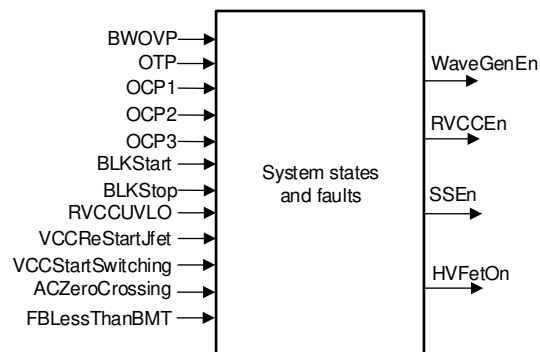 BWOVP
OTP
OCP1
OCP2
OCP3
BLKStart
BLKStop
RVCCUVLO
VCCReStartJfet
VCCStartSwitching
ACZeroCrossing
FBLessThanBMT
System states
and faults
WaveGenEn
RVCCEn
SSEn
HVFetOn